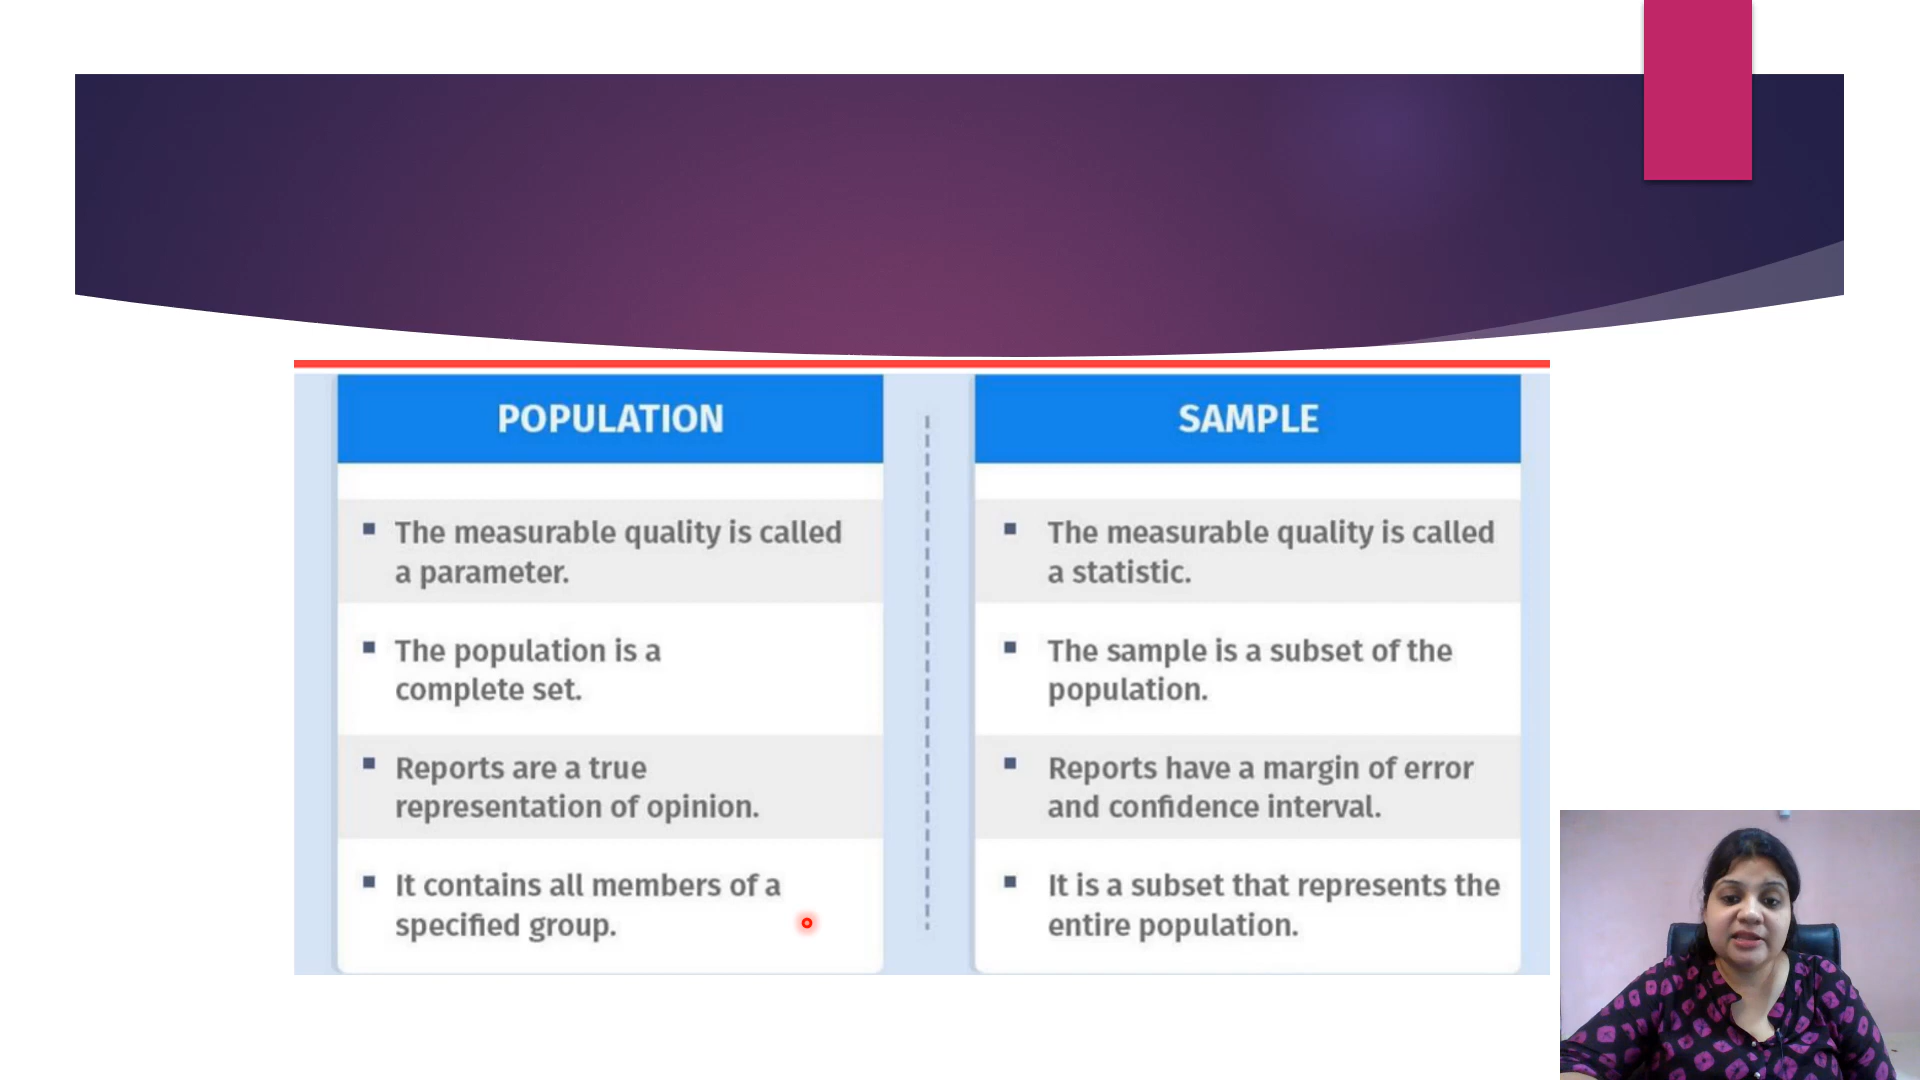 POPULATION
The measurable quality is called
a parameter.
The population is a
complete set.
Reports are a true
representation of opinion.
It contains all members of a
specified group.
SAMPLE
The measurable quality is called
a statistic.
The sample is a subset of the
population.
Reports have a margin of error
and confidence interval.
It is a subset that represents the
entire population.